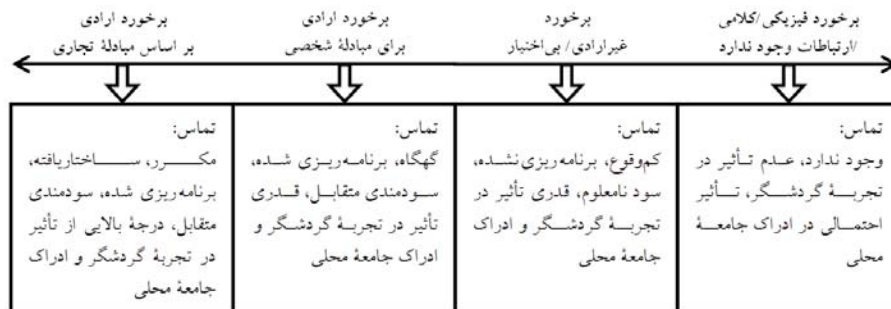 برخورد فیزیکی/کلامی
/ارتباطات وجود ندارد
برخورد
غیرارادی/ بی‌اختیار
برخورد ارادی
برای مبادلهٔ شخصی
برخورد ارادی
بر اساس مبادلهٔ تجاری
تماس:
وجود ندارد، عدم تأثیر در
تجربهٔ گردشگر، تأثیر
احتمالی در ادراک جامعهٔ
محلی
تماس:
کم‌وقوع، برنامه‌ریزی‌نشده،
سود نامعلوم، قدری تأثیر در
تجربهٔ گردشگر و ادراک
جامعهٔ محلی
تماس:
گهگاه، برنامه‌ریزی شده،
سودمندی متقابل، قدری
تأثیر در تجربهٔ گردشگر و
ادراک جامعهٔ محلی
تماس:
مکرر، ساختاریافته،
برنامه‌ریزی شده، سودمندی
متقابل، درجهٔ بالایی از تأثیر
در تجربهٔ گردشگر و ادراک
جامعهٔ محلی